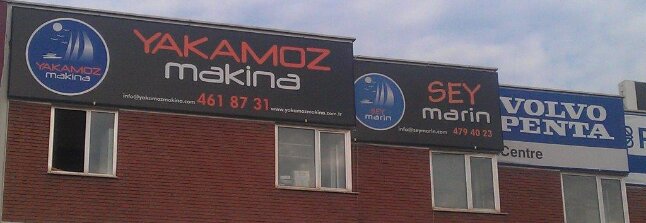 YAKAMOZ
makina
YAKAMOZ
makina
info@yakamozmakina.com 461 87 31 www.yakamozmakina.com.tr
SEY
marin
SEY
marin
info@seymarin.com 479 40 23
VOLVO
PENTA
Centre